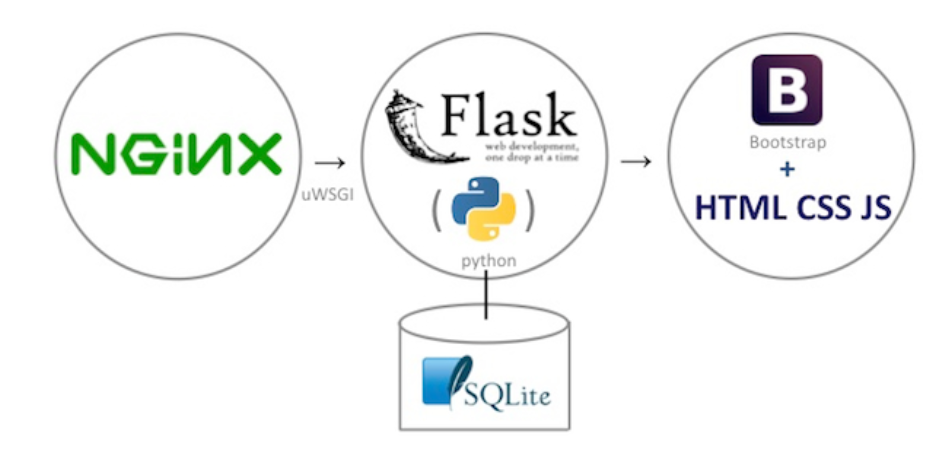 NGiNX
→
uWSGI
Flask
web development,
one drop at a time
( )
python
→
B
Bootstrap
+
HTML CSS JS
SQLite